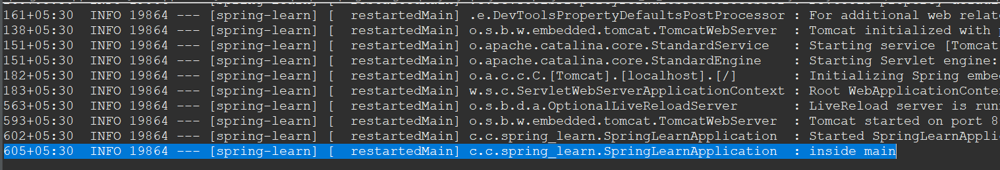 161+05:30  INFO 19864 --- [spring-learn] [  restartedMain] .e.DevToolsPropertyDefaultsPostProcessor : For additional web relate
138+05:30  INFO 19864 --- [spring-learn] [  restartedMain] o.s.b.w.embedded.tomcat.TomcatWebServer  : Tomcat initialized with p
151+05:30  INFO 19864 --- [spring-learn] [  restartedMain] o.apache.catalina.core.StandardService   : Starting service [Tomcat
151+05:30  INFO 19864 --- [spring-learn] [  restartedMain] o.apache.catalina.core.StandardEngine    : Starting Servlet engine:
182+05:30  INFO 19864 --- [spring-learn] [  restartedMain] o.a.c.c.C.[Tomcat].[localhost].[/]       : Initializing Spring embe
183+05:30  INFO 19864 --- [spring-learn] [  restartedMain] w.s.c.ServletWebServerApplicationContext : Root WebApplicationConte
563+05:30  INFO 19864 --- [spring-learn] [  restartedMain] o.s.b.d.a.OptionalLiveReloadServer       : LiveReload server is run
593+05:30  INFO 19864 --- [spring-learn] [  restartedMain] o.s.b.w.embedded.tomcat.TomcatWebServer  : Tomcat started on port 8
602+05:30  INFO 19864 --- [spring-learn] [  restartedMain] c.c.spring_learn.SpringLearnApplication  : Started SpringLearnAppli
605+05:30  INFO 19864 --- [spring-learn] [  restartedMain] c.c.spring_learn.SpringLearnApplication  : inside main